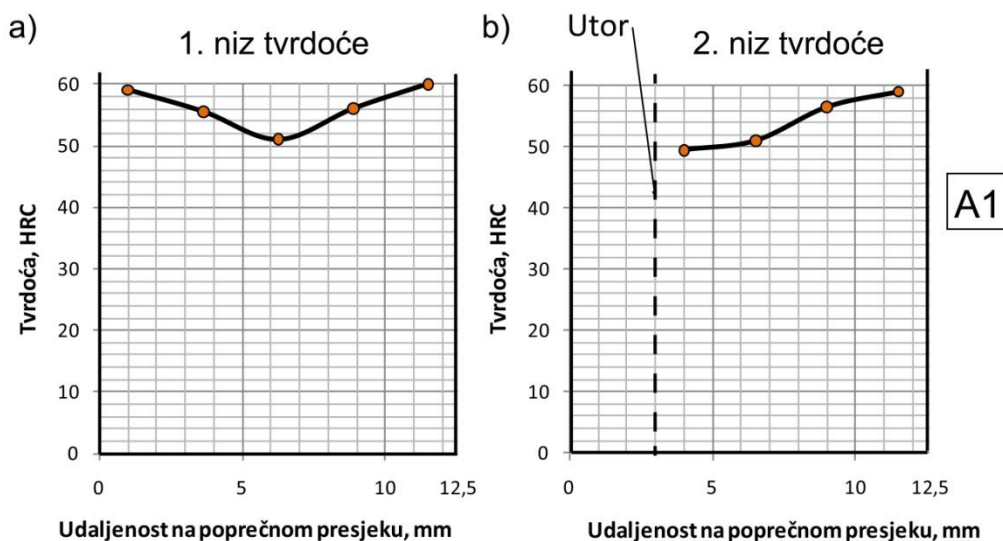 a)
1. niz tvrdoće
Tvrdoća, HRC
60
50
40
30
20
10
0
0 5 10 12,5
Udaljenost na poprečnom presjeku, mm
b)
Utor
2. niz tvrdoće
Tvrdoća, HRC
60
50
40
30
20
10
0
0 5 10 12,5
Udaljenost na poprečnom presjeku, mm
A1